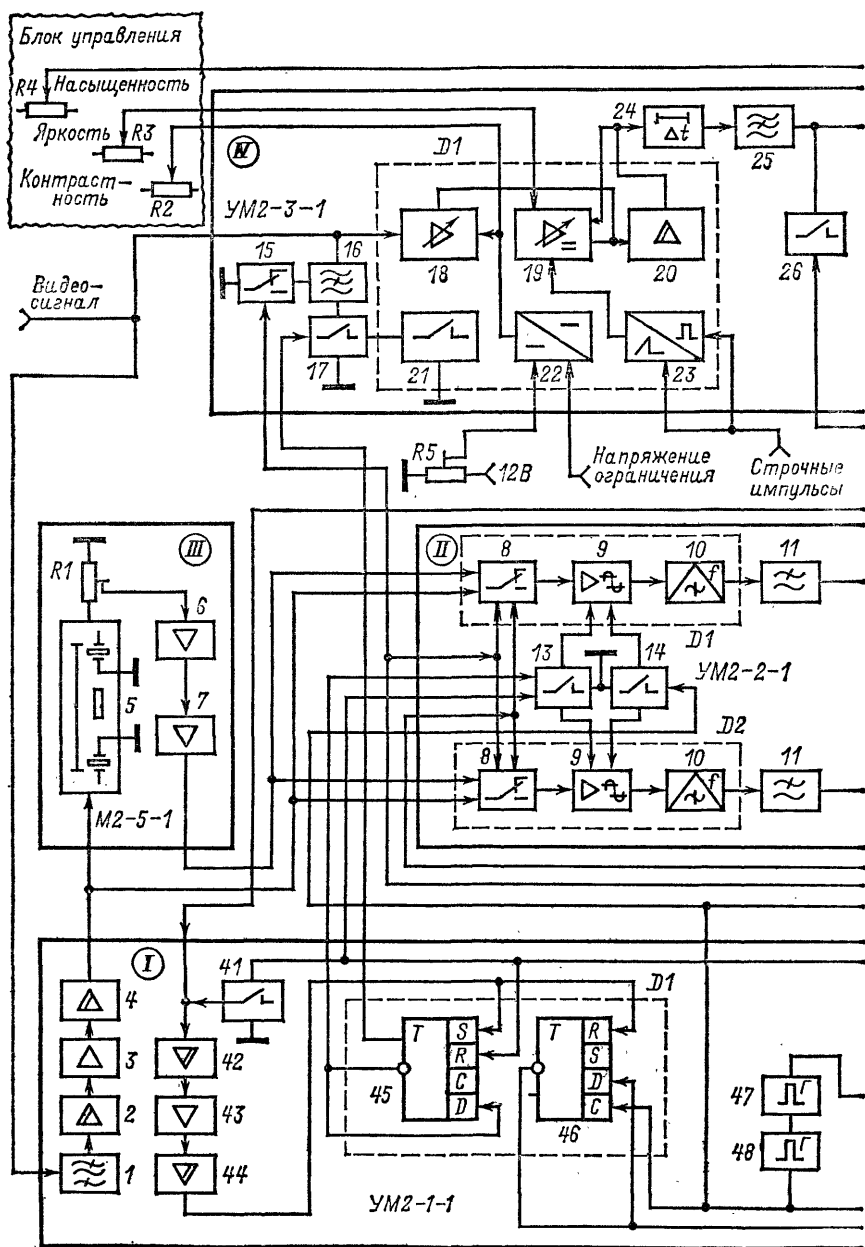 Блок управления
R4 Насыщенность
Яркость R3
Контраст-
ность
R2
IV
D1
УМ2-3-1
24
Δt
25
15
16
18
19
20
26
Видео-
сигнал
17
21
22
23
R5
12В
Напряжение
ограничения
Строчные
импульсы
III
R1
6
5
7
М2-5-1
II
8
9
10
11
f
D1
13
14
УМ2-2-1
D2
8
9
10
11
f
I
41
4
D1
3
42
T
S
R
C
D
45
T
R
S
D
C
46
2
43
47
Г
48
Г
1
44
УМ2-1-1